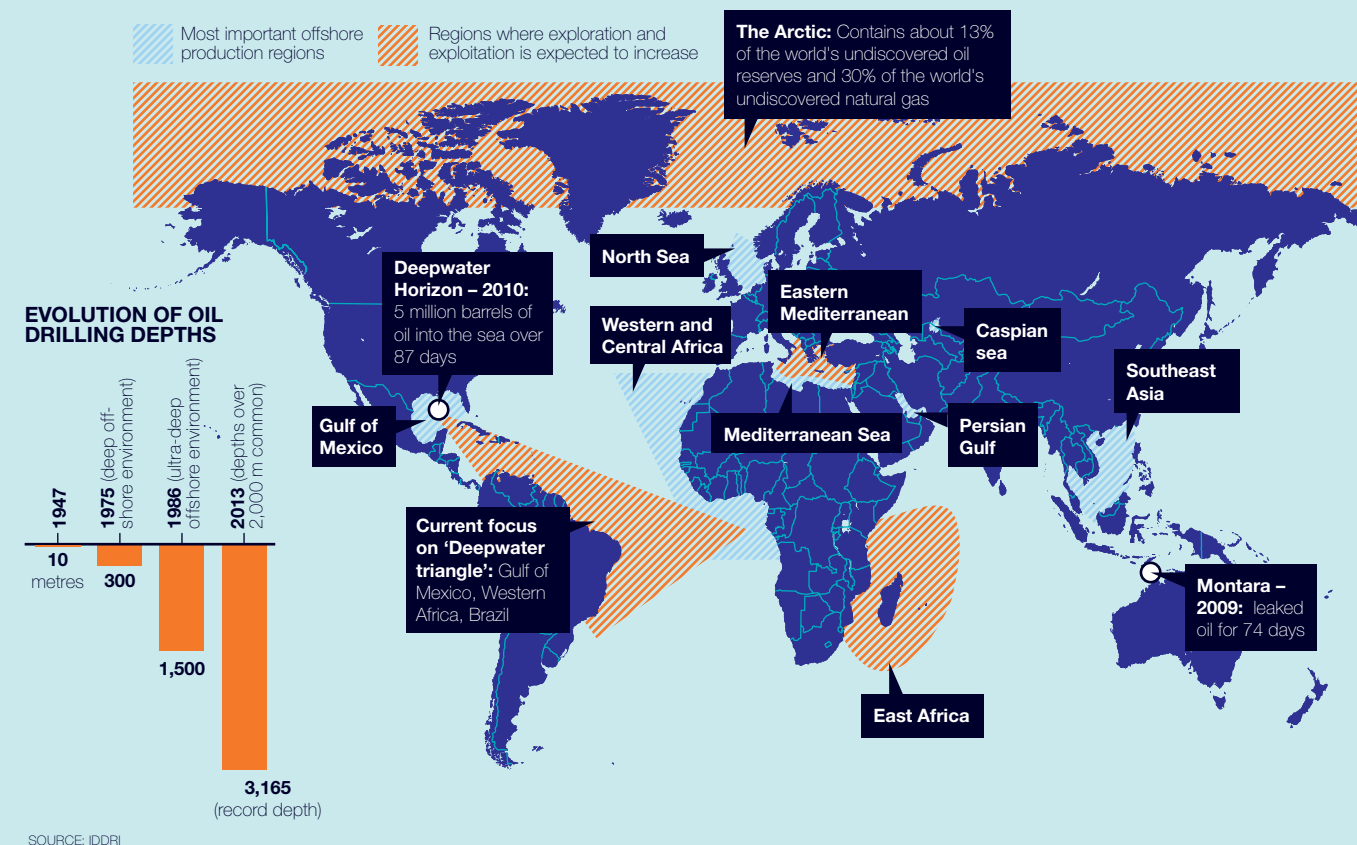 Most important offshore
production regions
Regions where exploration and
exploitation is expected to increase
The Arctic: Contains about 13%
of the world's undiscovered oil
reserves and 30% of the world's
undiscovered natural gas
North Sea
Deepwater
Horizon – 2010:
5 million barrels of
oil into the sea over
87 days
Eastern
Mediterranean
Western and
Central Africa
Caspian
sea
Southeast
Asia
Gulf of
Mexico
Mediterranean Sea
Persian
Gulf
Current focus
on ‘Deepwater
triangle’: Gulf of
Mexico, Western
Africa, Brazil
Montara –
2009: leaked
oil for 74 days
East Africa
EVOLUTION OF OIL
DRILLING DEPTHS
1947
1975 (deep off-
shore environment)
1986 (ultra-deep
offshore environment)
2013 (depths over
2,000 m common)
10
metres
300
1,500
3,165
(record depth)
SOURCE: IDDRI